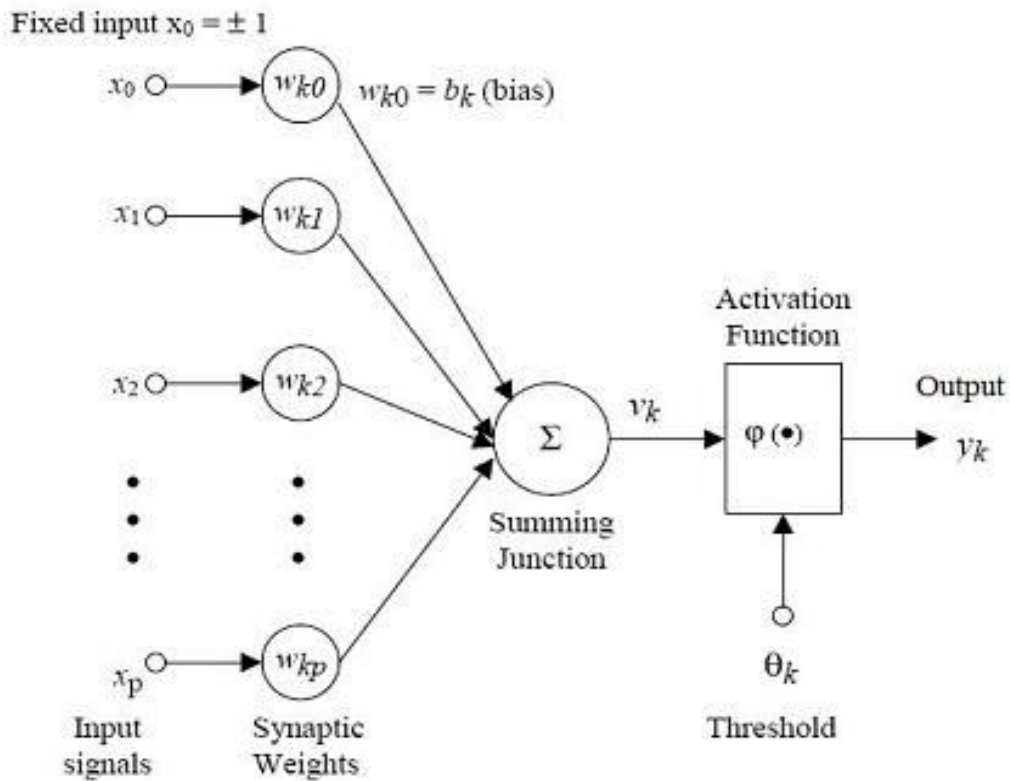 Fixed input x₀ = ± 1
x₀
wₖ₀
wₖ₀ = bₖ (bias)
x₁
wₖ₁
x₂
wₖ₂
Σ
vₖ
Activation
Function
φ (•)
Output
yₖ
Summing
Junction
xₚ
wₖₚ
θₖ
Input
signals
Synaptic
Weights
Threshold